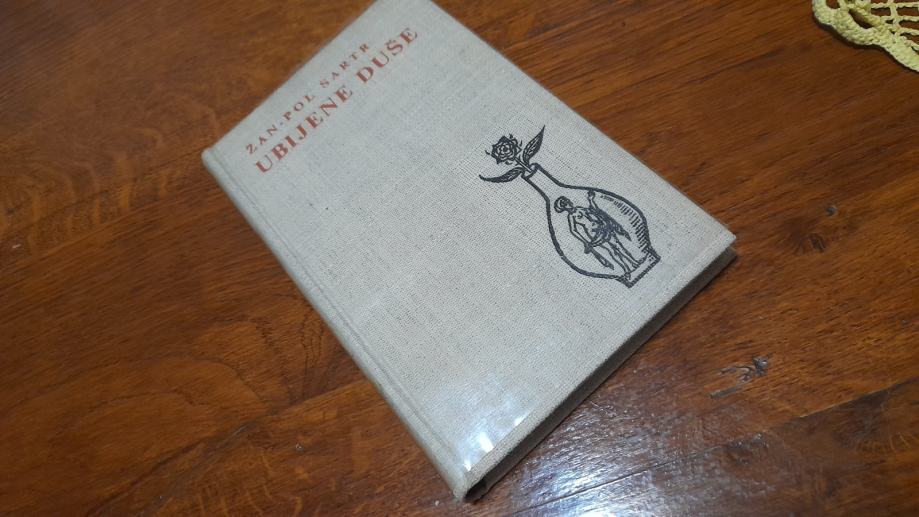 ŽAN-POL SARTR
UBIJENE DUŠE